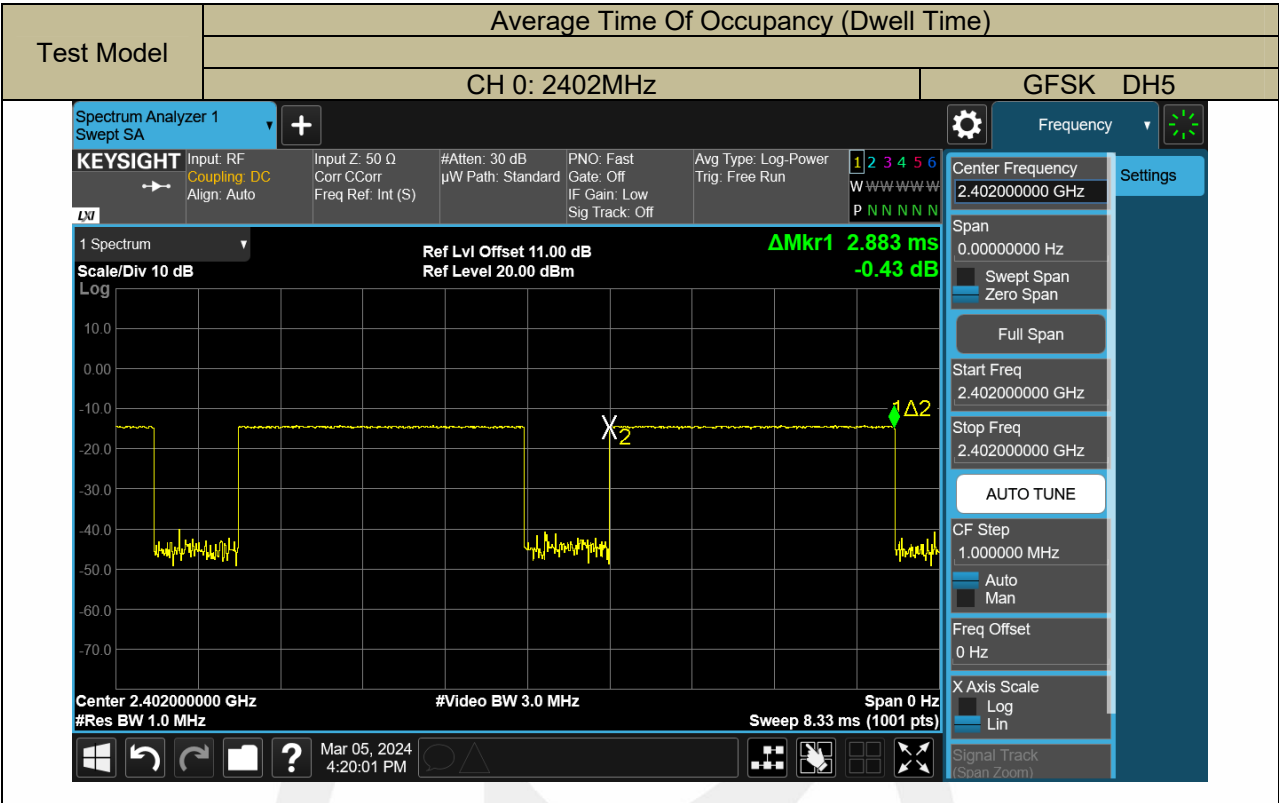 Test Model
Average Time Of Occupancy (Dwell Time)
CH 0: 2402MHz
GFSK DH5
Spectrum Analyzer 1
Swept SA
Frequency
KEYSIGHT
LXI
Input: RF
Coupling: DC
Align: Auto
Input Z: 50 Ω
Corr CCorr
Freq Ref: Int (S)
#Atten: 30 dB
µW Path: Standard
PNO: Fast
Gate: Off
IF Gain: Low
Sig Track: Off
Avg Type: Log-Power
Trig: Free Run
1 2 3 4 5 6
W W W W W W
P N N N N N
1 Spectrum
Scale/Div 10 dB
Log
Ref Lvl Offset 11.00 dB
Ref Level 20.00 dBm
ΔMkr1 2.883 ms
-0.43 dB
10.0
0.00
-10.0
-20.0
-30.0
-40.0
-50.0
-60.0
-70.0
1Δ2
X2
Center 2.402000000 GHz
#Res BW 1.0 MHz
#Video BW 3.0 MHz
Span 0 Hz
Sweep 8.33 ms (1001 pts)
Mar 05, 2024
4:20:01 PM
Center Frequency
2.402000000 GHz
Span
0.00000000 Hz
Swept Span
Zero Span
Full Span
Start Freq
2.402000000 GHz
Stop Freq
2.402000000 GHz
AUTO TUNE
CF Step
1.000000 MHz
Auto
Man
Freq Offset
0 Hz
X Axis Scale
Log
Lin
Signal Track
(Span Zoom)
Settings